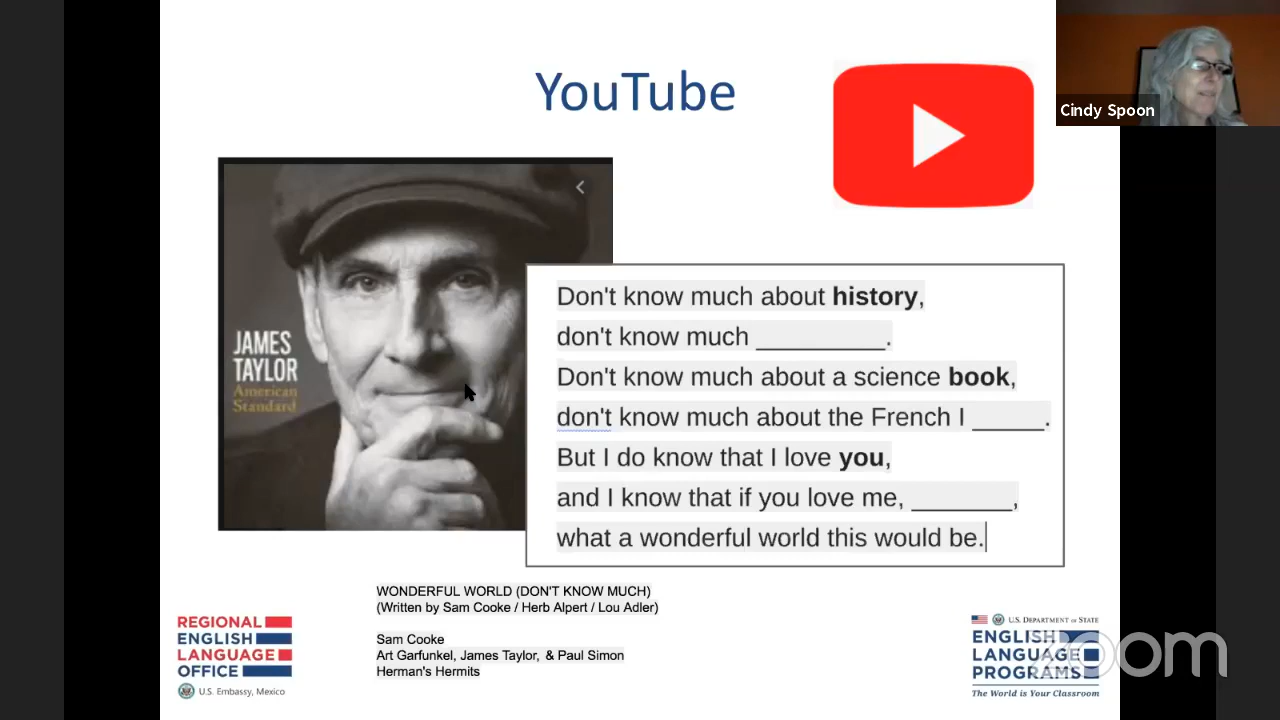 YouTube
Cindy Spoon
JAMES
TAYLOR
American
Standard
Don't know much about history,
don't know much _________.
Don't know much about a science book,
don't know much about the French I _____.
But I do know that I love you,
and I know that if you love me, _______,
what a wonderful world this would be.
WONDERFUL WORLD (DON'T KNOW MUCH)
(Written by Sam Cooke / Herb Alpert / Lou Adler)
Sam Cooke
Art Garfunkel, James Taylor, & Paul Simon
Herman's Hermits
REGIONAL
ENGLISH
LANGUAGE
OFFICE
U.S. Embassy, Mexico
U.S. DEPARTMENT OF STATE
ENGLISH
LANGUAGE
PROGRAMS
The World is Your Classroom
zoom